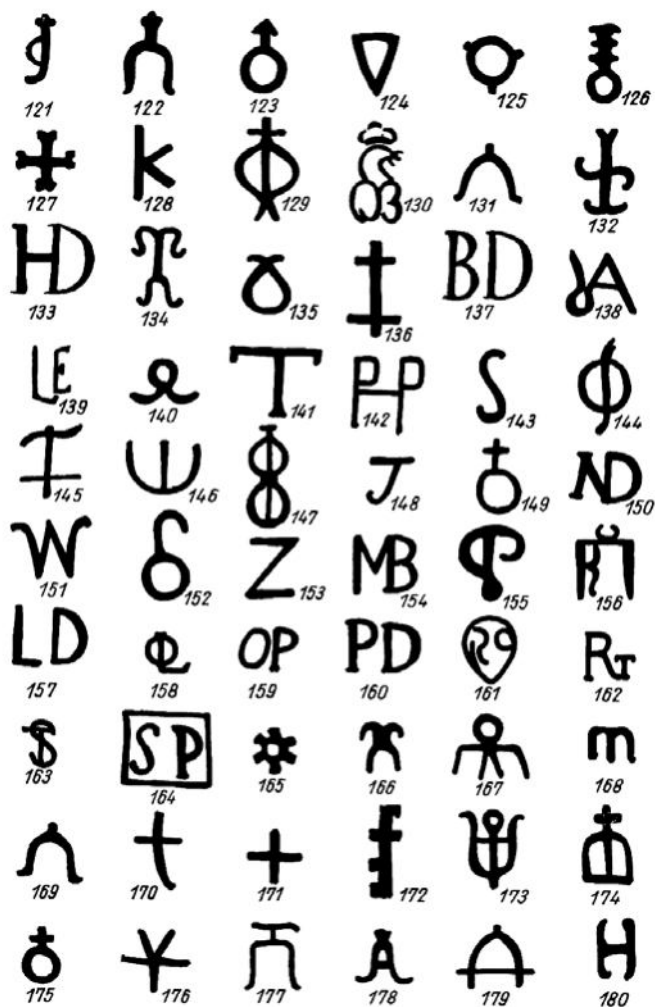 121 122 123 124 125 126
K
127 128 129 130 131 132
HD BD
133 134 135 136 137 138
LE T S Φ
139 140 141 142 143 144
J ND
145 146 147 148 149 150
W Z MB
151 152 153 154 155 156
LD OP PD RT
157 158 159 160 161 162
SP m
163 164 165 166 167 168
169 170 171 172 173 174
H
175 176 177 178 179 180